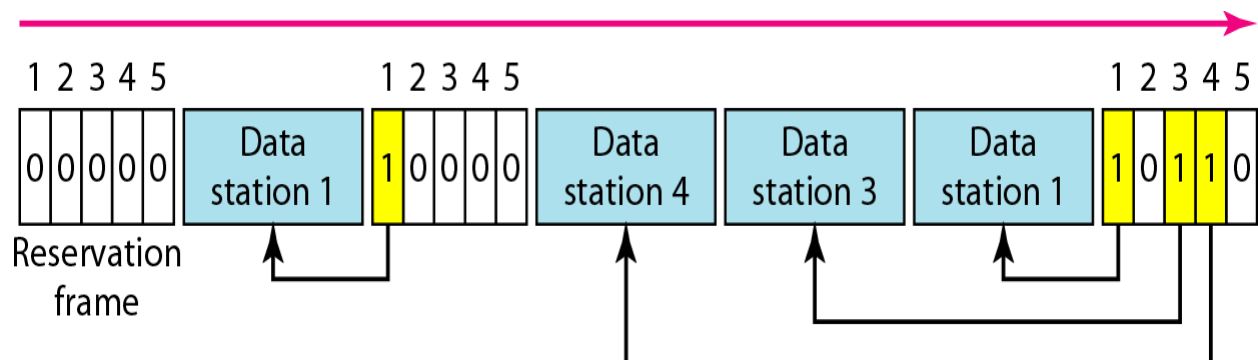 1 2 3 4 5 1 2 3 4 5 1 2 3 4 5
0 0 0 0 0 Data station 1 1 0 0 0 0 Data station 4 Data station 3 Data station 1 1 0 1 1 0
Reservation
frame